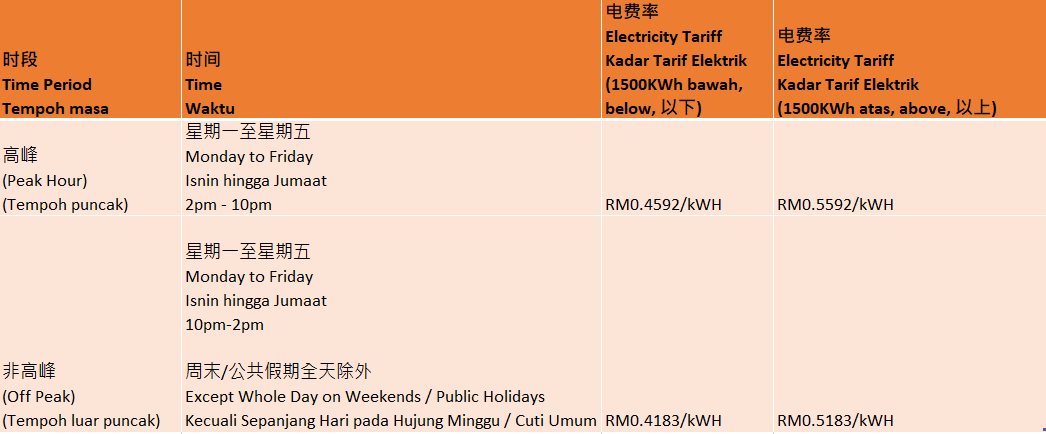 时段
Time Period
Tempoh masa
时间
Time
Waktu
电费率
Electricity Tariff
Kadar Tarif Elektrik
(1500KWh bawah,
below, 以下)
电费率
Electricity Tariff
Kadar Tarif Elektrik
(1500KWh atas, above, 以上)
高峰
(Peak Hour)
(Tempoh puncak)
星期一至星期五
Monday to Friday
Isnin hingga Jumaat
2pm - 10pm
RM0.4592/kWH
RM0.5592/kWH
非高峰
(Off Peak)
(Tempoh luar puncak)
星期一至星期五
Monday to Friday
Isnin hingga Jumaat
10pm-2pm
周末/公共假期全天除外
Except Whole Day on Weekends / Public Holidays
Kecuali Sepanjang Hari pada Hujung Minggu / Cuti Umum
RM0.4183/kWH
RM0.5183/kWH